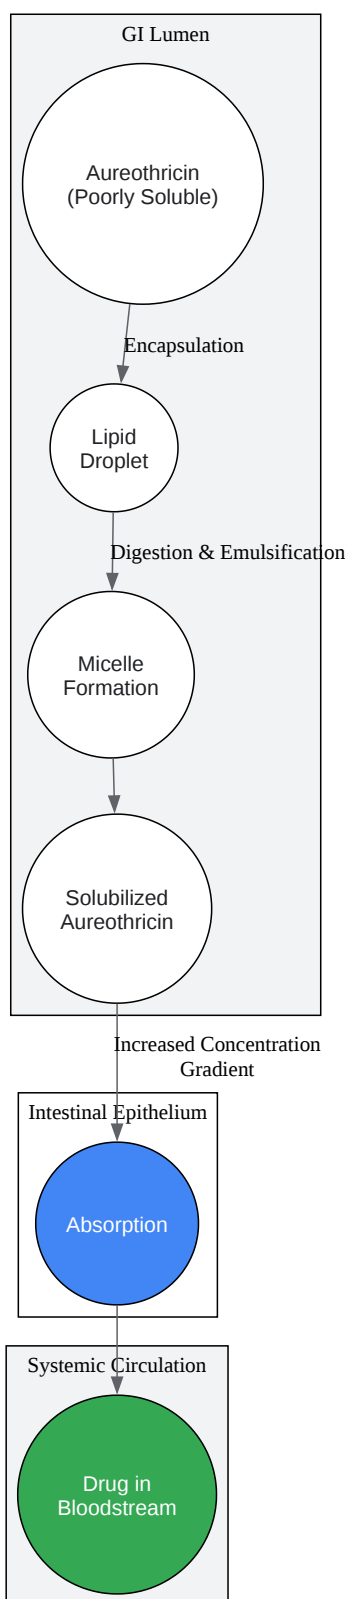 GI Lumen
Aureothricin
(Poorly Soluble)
Encapsulation
Lipid
Droplet
Digestion & Emulsification
Micelle
Formation
Solubilized
Aureothricin
Increased Concentration
Gradient
Intestinal Epithelium
Absorption
Systemic Circulation
Drug in
Bloodstream